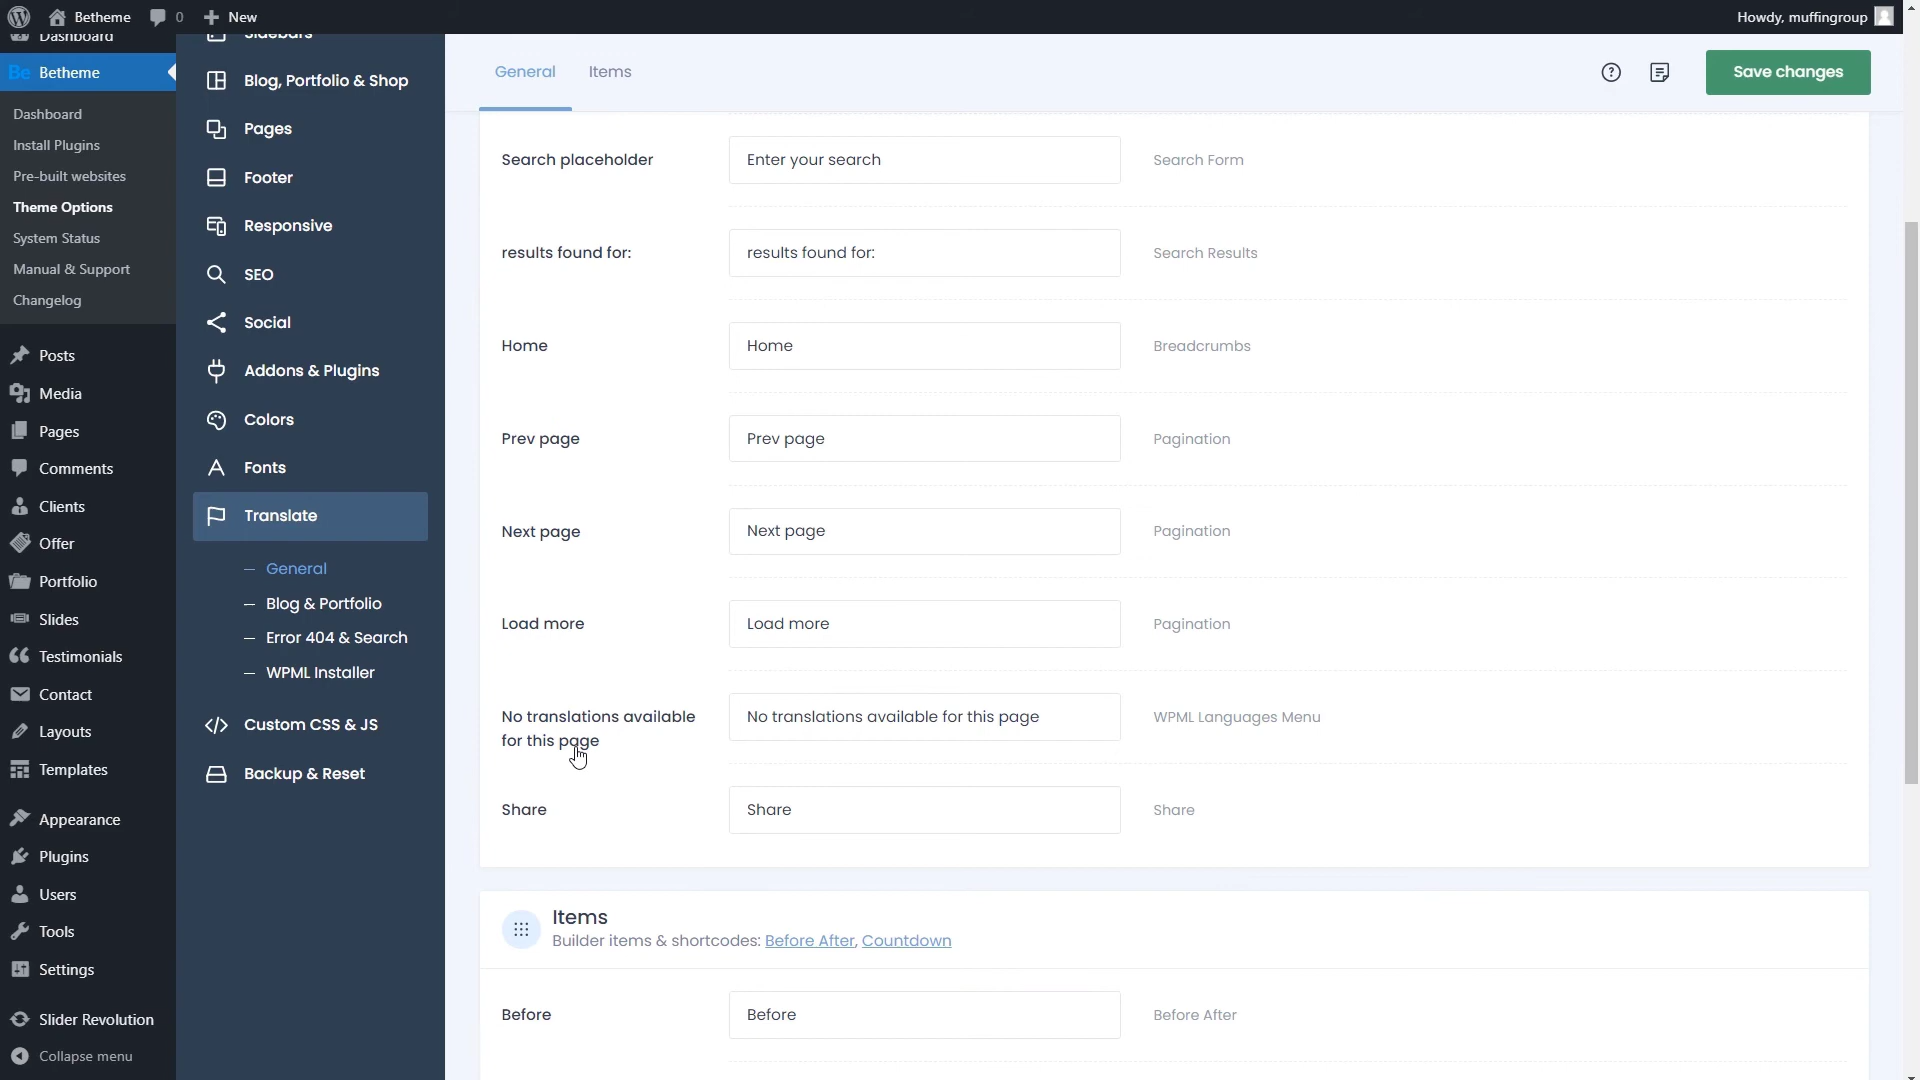 Betheme
0
New
Howdy, muffingroup
Dashboard
Be Betheme
Dashboard
Install Plugins
Pre-built websites
Theme Options
System Status
Manual & Support
Changelog
Posts
Media
Pages
Comments
Clients
Offer
Portfolio
Slides
Testimonials
Contact
Layouts
Templates
Appearance
Plugins
Users
Tools
Settings
Slider Revolution
Collapse menu
Sidebars
Blog, Portfolio & Shop
Pages
Footer
Responsive
SEO
Social
Addons & Plugins
Colors
Fonts
Translate
General
Blog & Portfolio
Error 404 & Search
WPML Installer
Custom CSS & JS
Backup & Reset
General
Items
Save changes
Search placeholder
Enter your search
Search Form
results found for:
results found for:
Search Results
Home
Home
Breadcrumbs
Prev page
Prev page
Pagination
Next page
Next page
Pagination
Load more
Load more
Pagination
No translations available
for this page
No translations available for this page
WPML Languages Menu
Share
Share
Share
Items
Builder items & shortcodes: Before After, Countdown
Before
Before
Before After